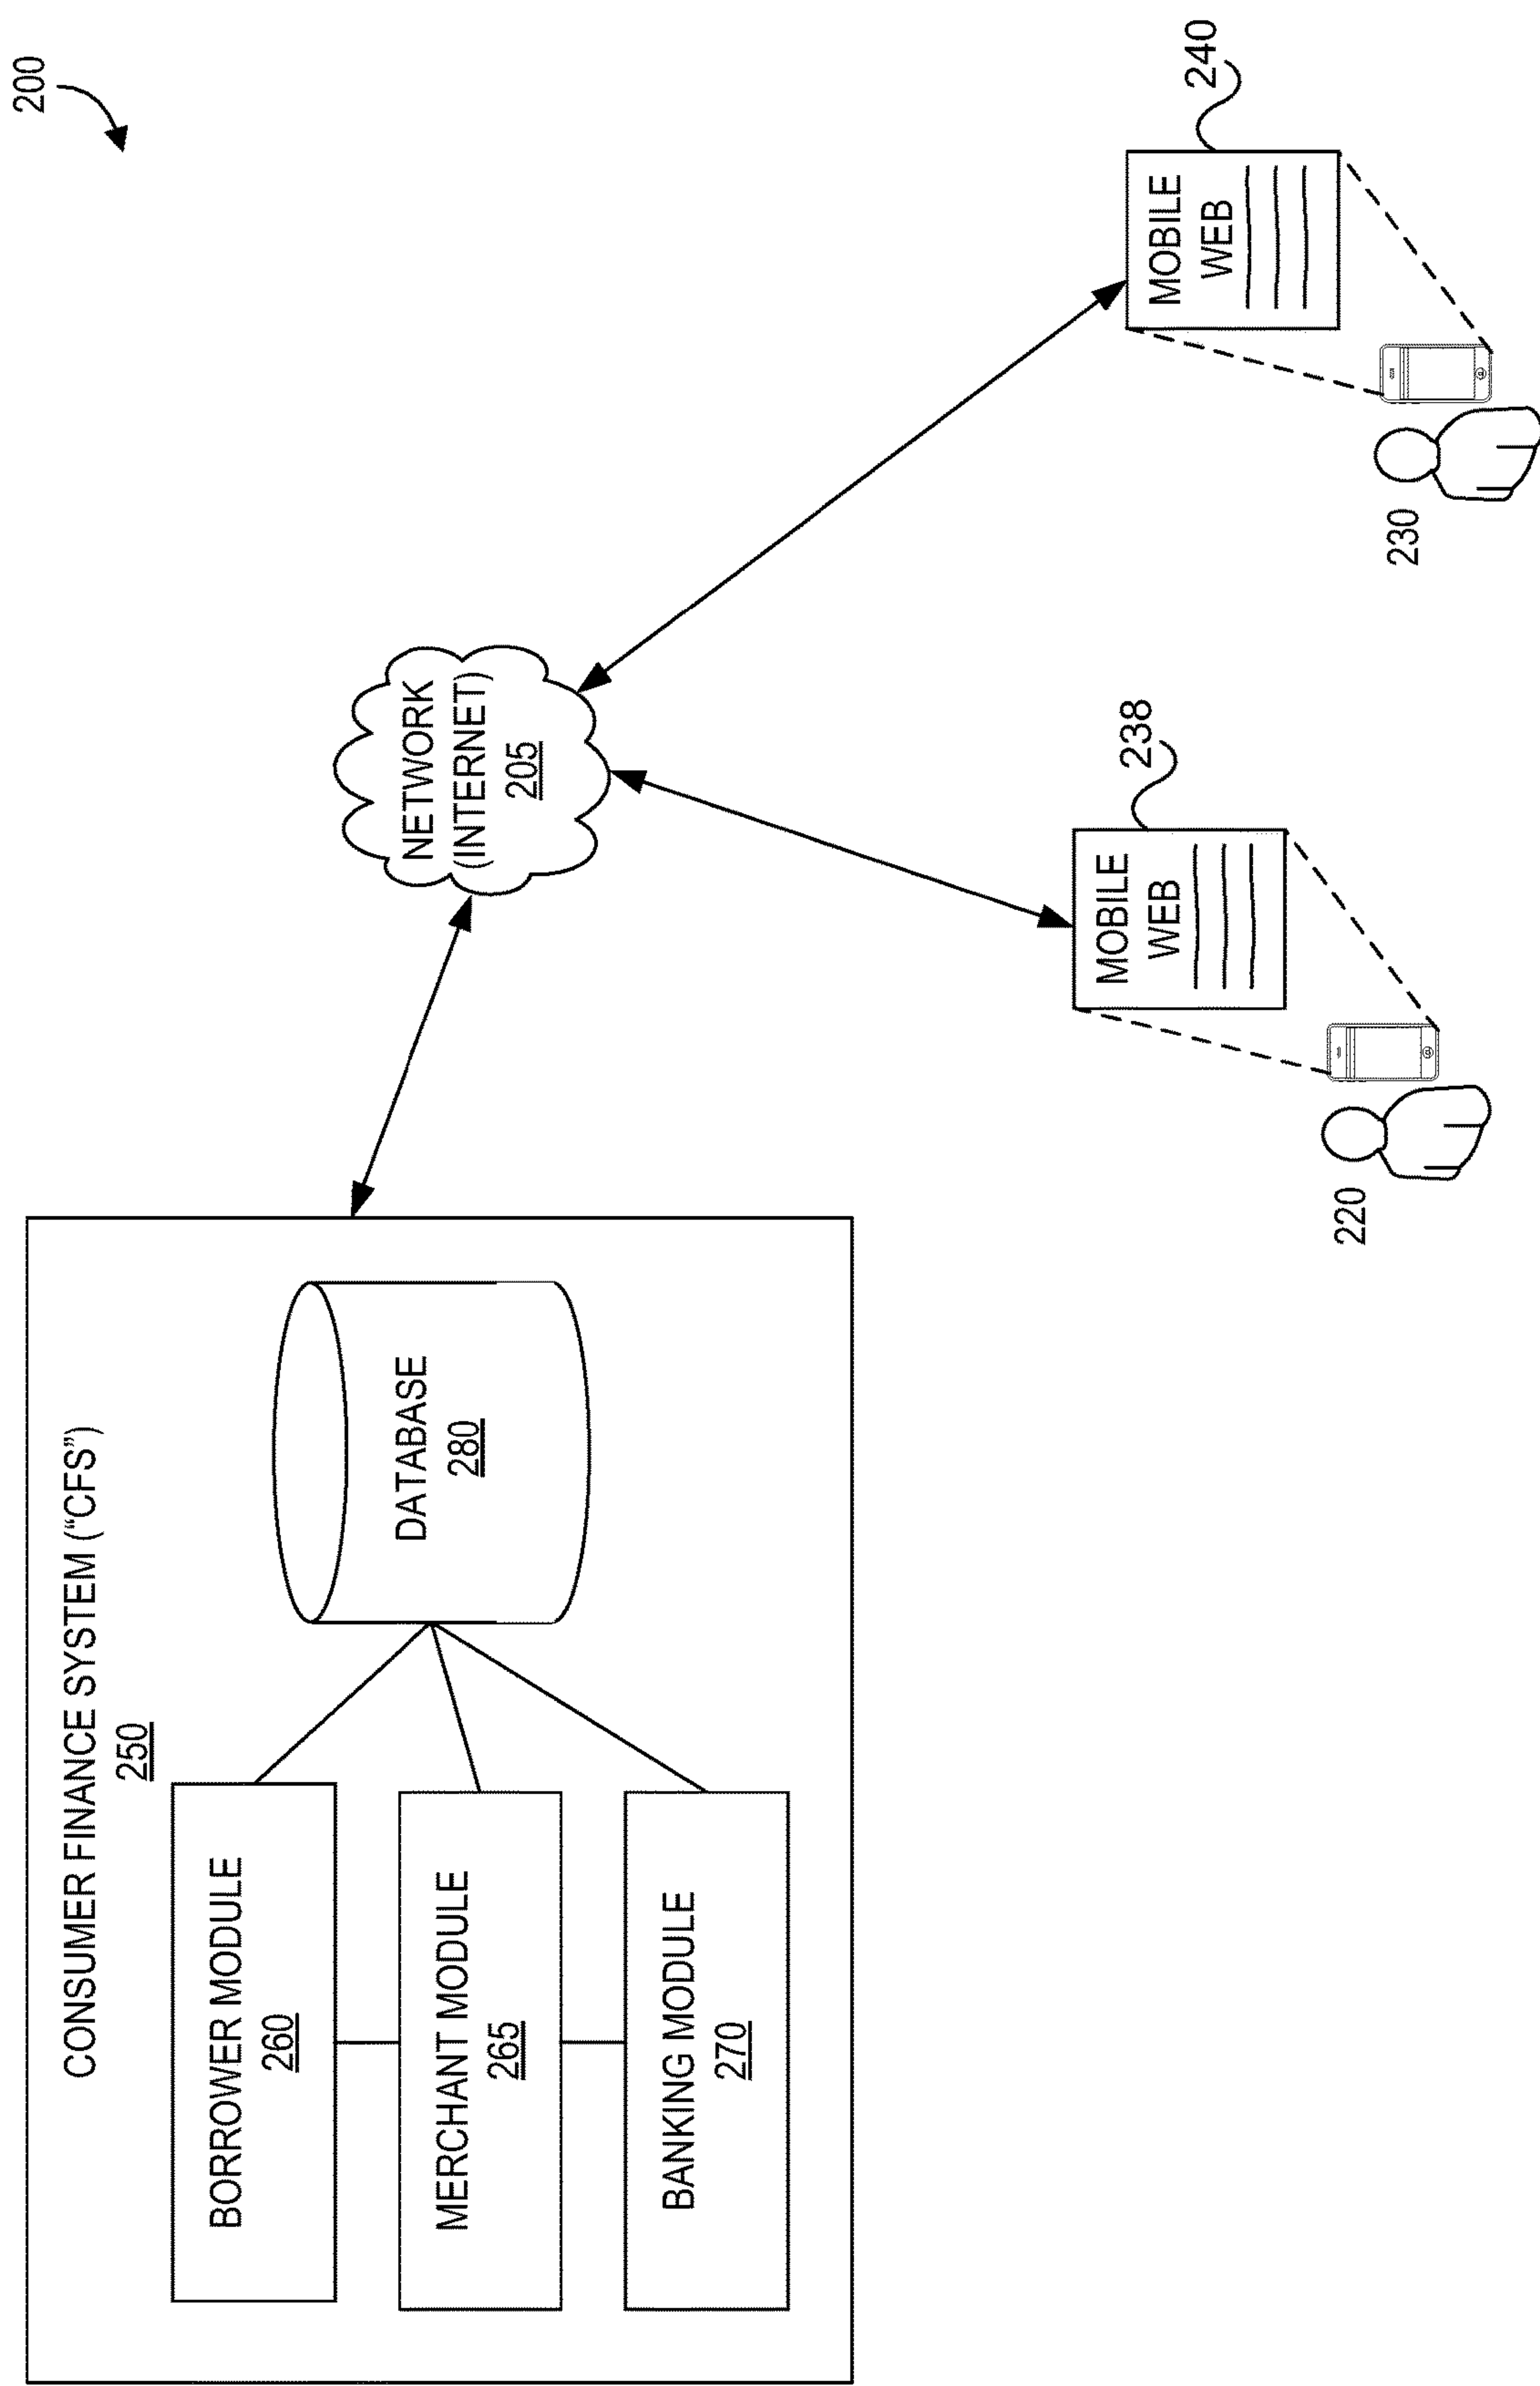 200
CONSUMER FINANCE SYSTEM (“CFS”)
250
BORROWER MODULE
260
MERCHANT MODULE
265
BANKING MODULE
270
DATABASE
280
NETWORK
(INTERNET)
205
MOBILE
WEB
238
220
MOBILE
WEB
240
230